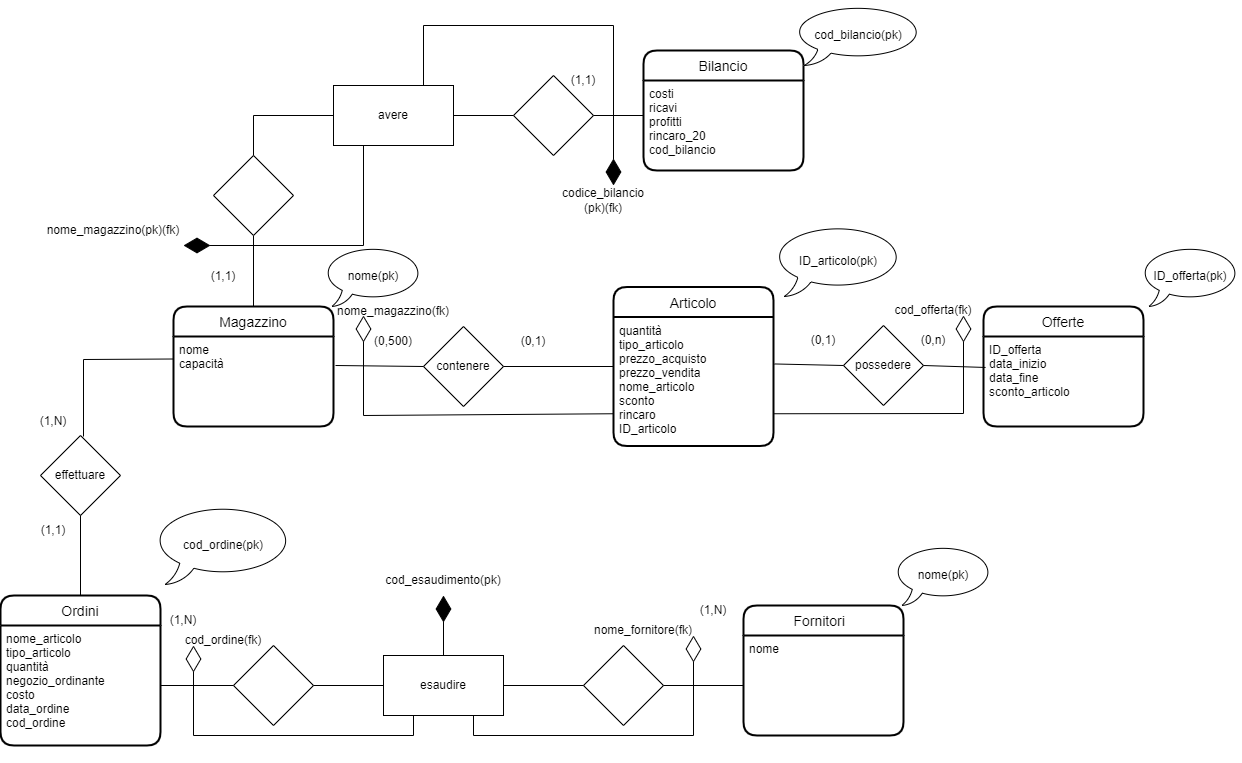 cod_bilancio(pk)
Bilancio
(1,1)
costi
ricavi
profitti
rincaro_20
cod_bilancio
avere
codice_bilancio
(pk)(fk)
nome_magazzino(pk)(fk)
(1,1)
nome(pk)
ID_articolo(pk)
ID_offerta(pk)
Magazzino
nome
capacità
nome_magazzino(fk)
(0,500)
contenere
(0,1)
Articolo
quantità
tipo_articolo
prezzo_acquisto
prezzo_vendita
nome_articolo
sconto
rincaro
ID_articolo
(0,1)
possedere
cod_offerta(fk)
(0,n)
Offerte
ID_offerta
data_inizio
data_fine
sconto_articolo
(1,N)
effettuare
(1,1)
cod_ordine(pk)
Ordini
nome_articolo
tipo_articolo
quantità
negozio_ordinante
costo
data_ordine
cod_ordine
(1,N)
cod_ordine(fk)
cod_esaudimento(pk)
esaudire
nome_fornitore(fk)
(1,N)
nome(pk)
Fornitori
nome